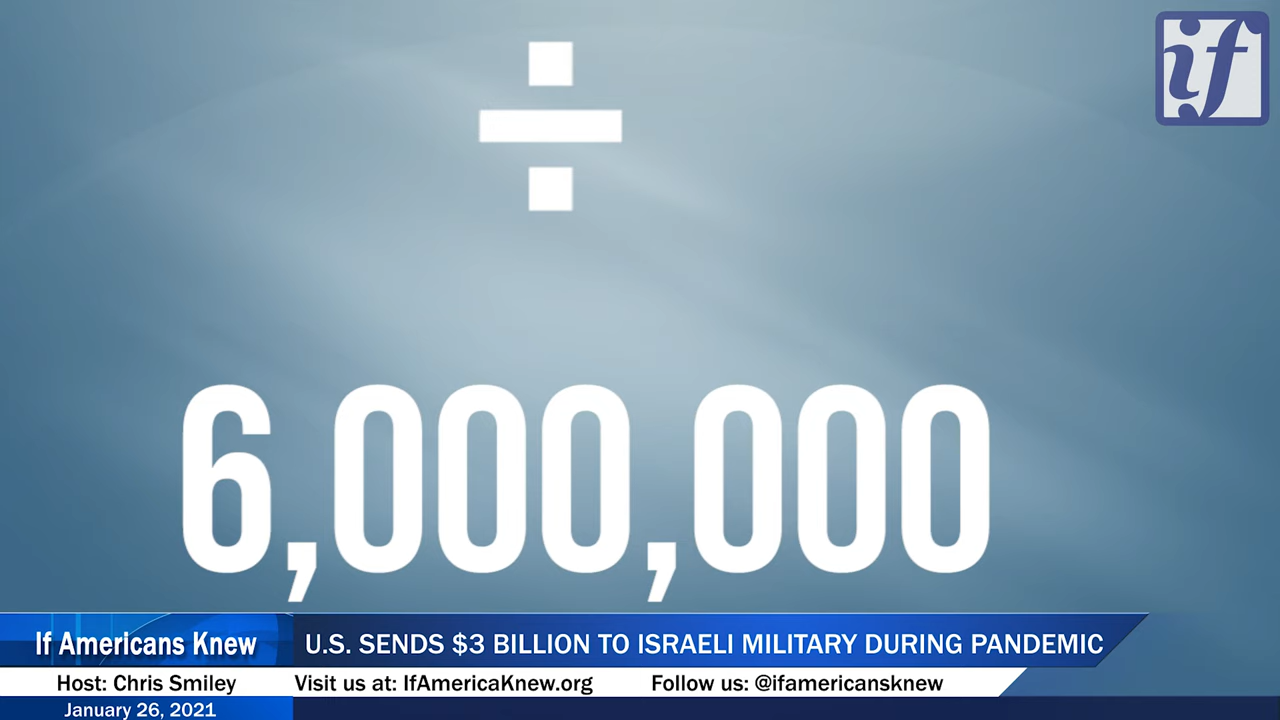 if
÷
6,000,000
If Americans Knew
U.S. SENDS $3 BILLION TO ISRAELI MILITARY DURING PANDEMIC
Host: Chris Smiley Visit us at: IfAmericaKnew.org Follow us: @ifamericansknew
January 26, 2021